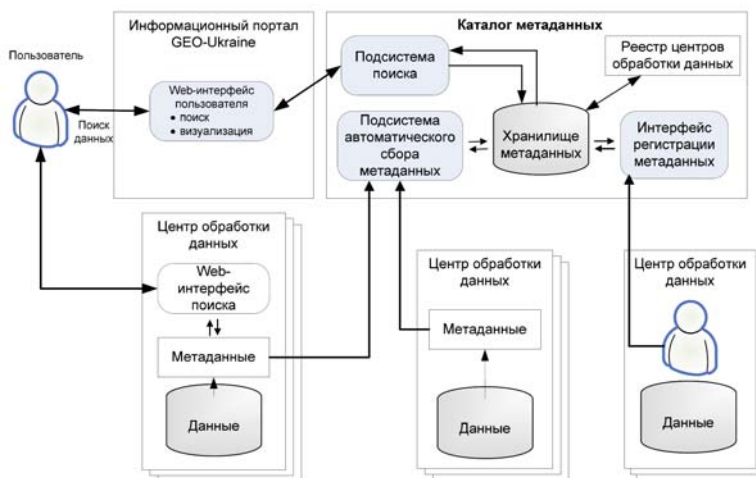 Пользователь
Поиск
данных
Информационный портал
GEO-Ukraine
Web-интерфейс
пользователя
• поиск
• визуализация
Каталог метаданных
Подсистема
поиска
Реестр центров
обработки данных
Подсистема
автоматического
сбора
метаданных
Хранилище
метаданных
Интерфейс
регистрации
метаданных
Центр обработки
данных
Web-
интерфейс
поиска
Метаданные
Данные
Центр обработки
данных
Метаданные
Данные
Центр обработки
данных
Данные